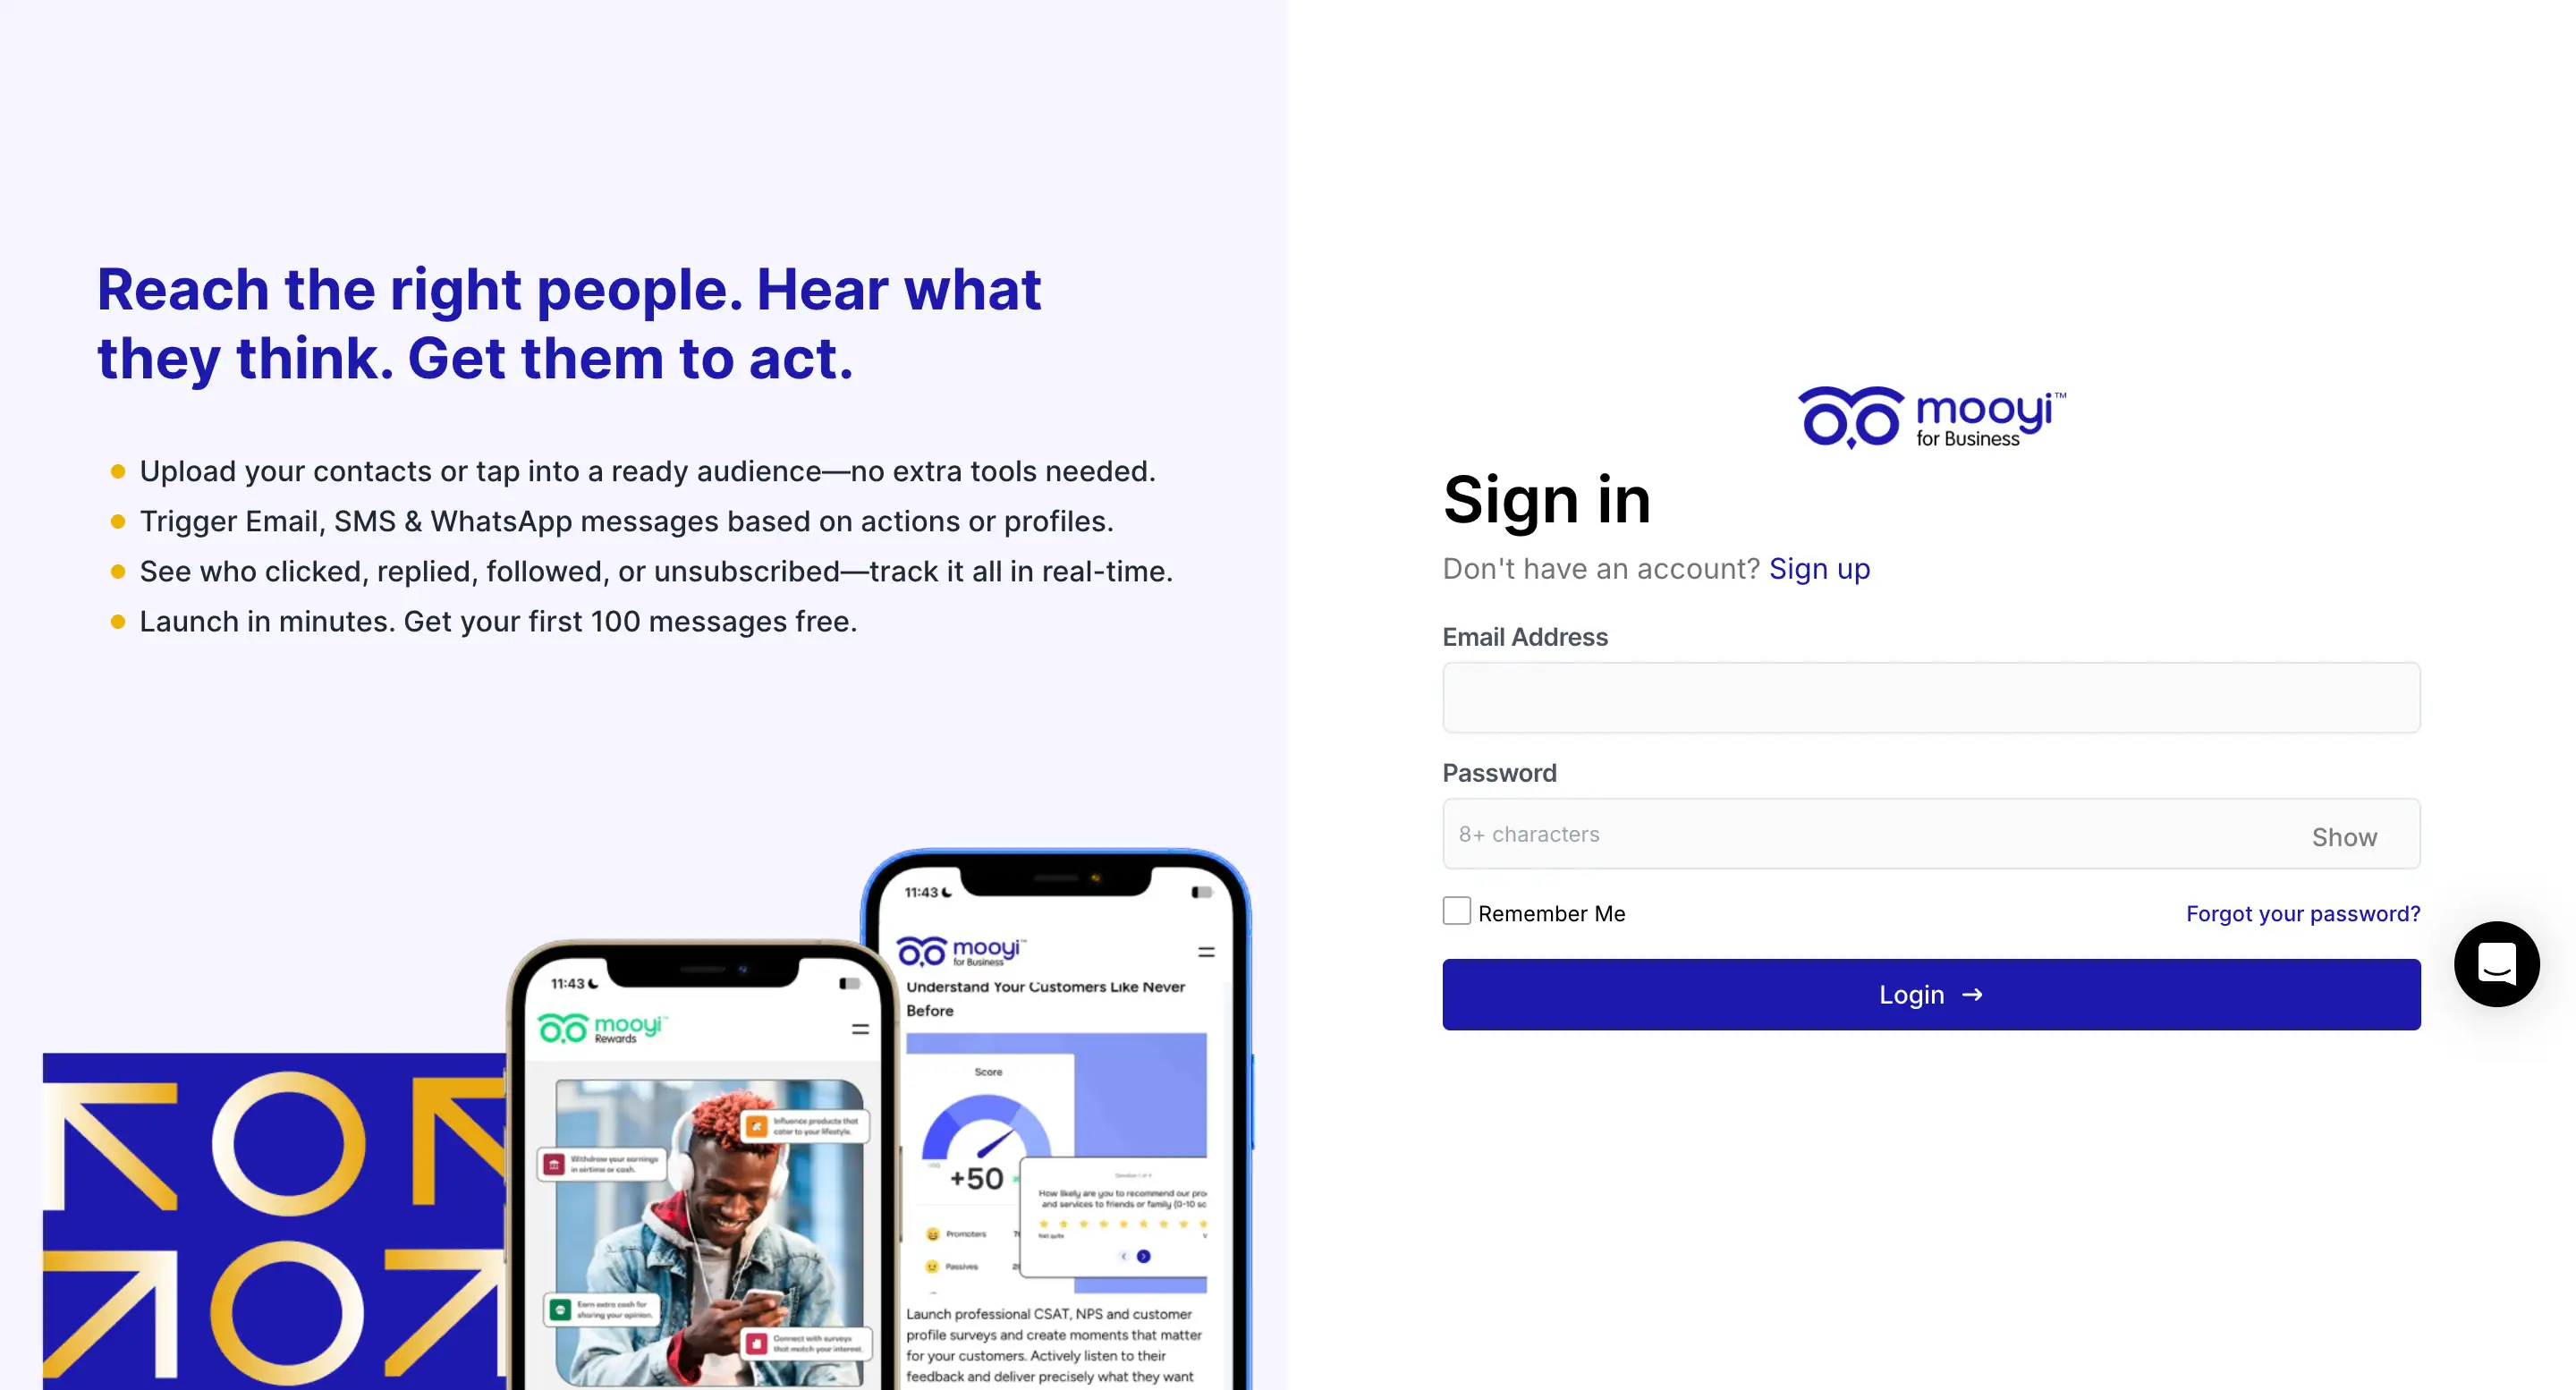 Reach the right people. Hear what
they think. Get them to act.
Upload your contacts or tap into a ready audience—no extra tools needed.
Trigger Email, SMS & WhatsApp messages based on actions or profiles.
See who clicked, replied, followed, or unsubscribed—track it all in real-time.
Launch in minutes. Get your first 100 messages free.
11:43
mooyi™
Rewards
Influence products that
cater to your lifestyle.
Withdraw your earnings
in airtime or cash.
Earn extra cash for
sharing your opinion.
Connect with surveys
that match your interest.
11:43
mooyi™
for Business
Understand Your Customers Like Never
Before
Score
+50
Promoters
Passives
Question 1 of 4
How likely are you to recommend our pro
and services to friends or family (0-10 sc
Not quite
Launch professional CSAT, NPS and customer
profile surveys and create moments that matter
for your customers. Actively listen to their
feedback and deliver precisely what they want
mooyi™
for Business
Sign in
Don't have an account? Sign up
Email Address
Password
8+ characters
Show
Remember Me
Forgot your password?
Login →